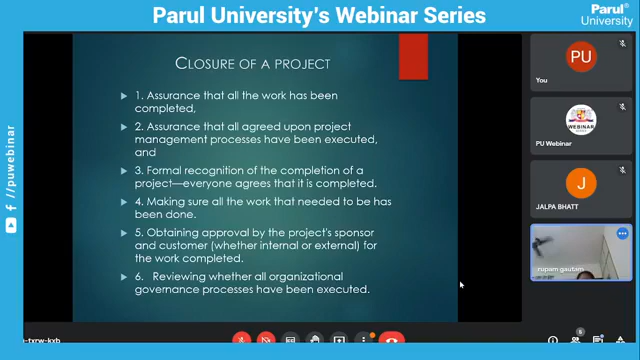 Parul University's Webinar Series
Parul®
University
CLOSURE OF A PROJECT
1. Assurance that all the work has been
completed,
2. Assurance that all agreed upon project
management processes have been executed,
and
3. Formal recognition of the completion of a
project—everyone agrees that it is completed.
4. Making sure all the work that needed to be has
been done.
5. Obtaining approval by the project's sponsor
and customer (whether internal or external) for
the work completed.
6. Reviewing whether all organizational
governance processes have been executed.
PU
You
WEBINAR
SERIES
PU Webinar
J
JALPA BHATT
rupam gautam
/puwebinar
-txrw-kxb
6